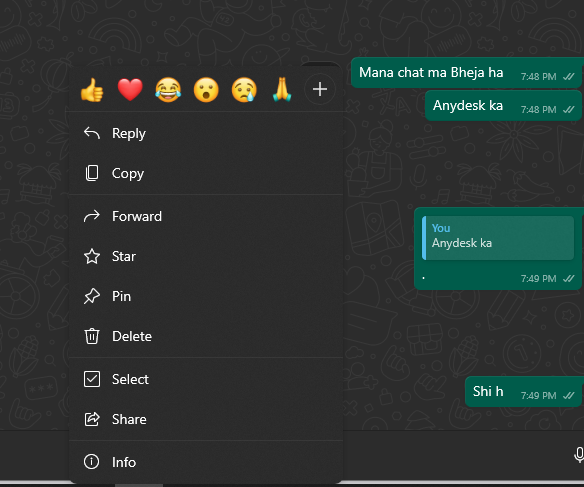 Mana chat ma Bheja ha 7:48 PM
Anydesk ka 7:48 PM
Reply
Copy
Forward
Star
Pin
Delete
Select
Share
Info
You
Anydesk ka
. 7:49 PM
Shi h 7:49 PM